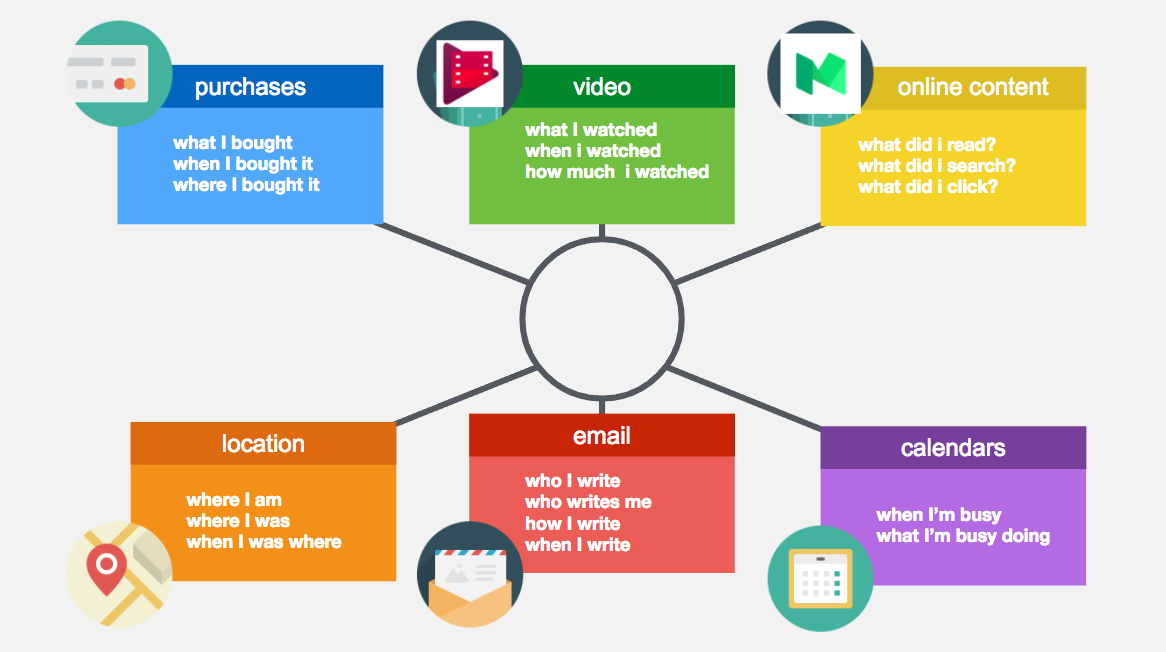 purchases
what I bought
when I bought it
where I bought it
video
what I watched
when i watched
how much  i watched
online content
what did i read?
what did i search?
what did i click?
location
where I am
where I was
when I was where
email
who I write
who writes me
how I write
when I write
calendars
when I’m busy
what I’m busy doing